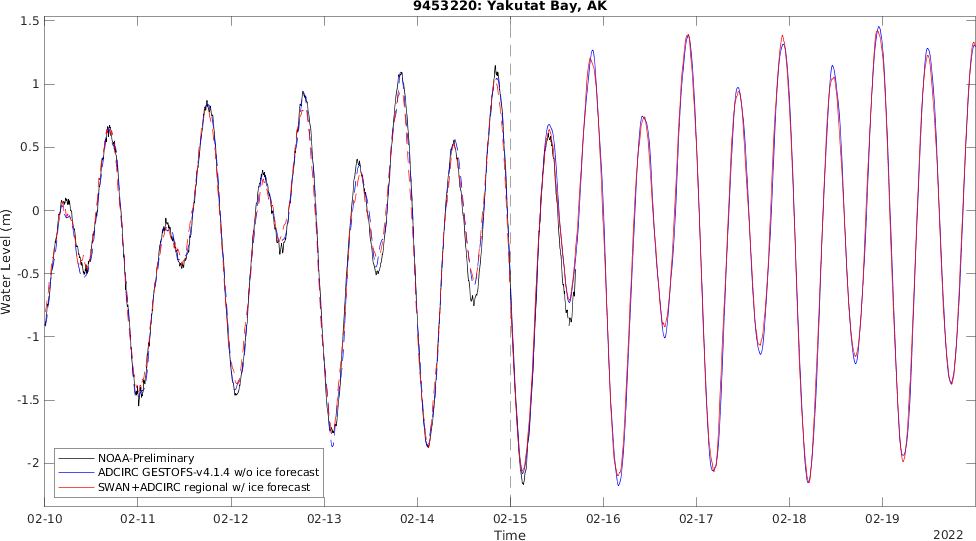 9453220: Yakutat Bay, AK
1.5
1
0.5
0
-0.5
-1
-1.5
-2
Water Level (m)
NOAA-Preliminary
ADCIRC GESTOFS-v4.1.4 w/o ice forecast
SWAN+ADCIRC regional w/ ice forecast
02-10 02-11 02-12 02-13 02-14 02-15 02-16 02-17 02-18 02-19
Time
2022